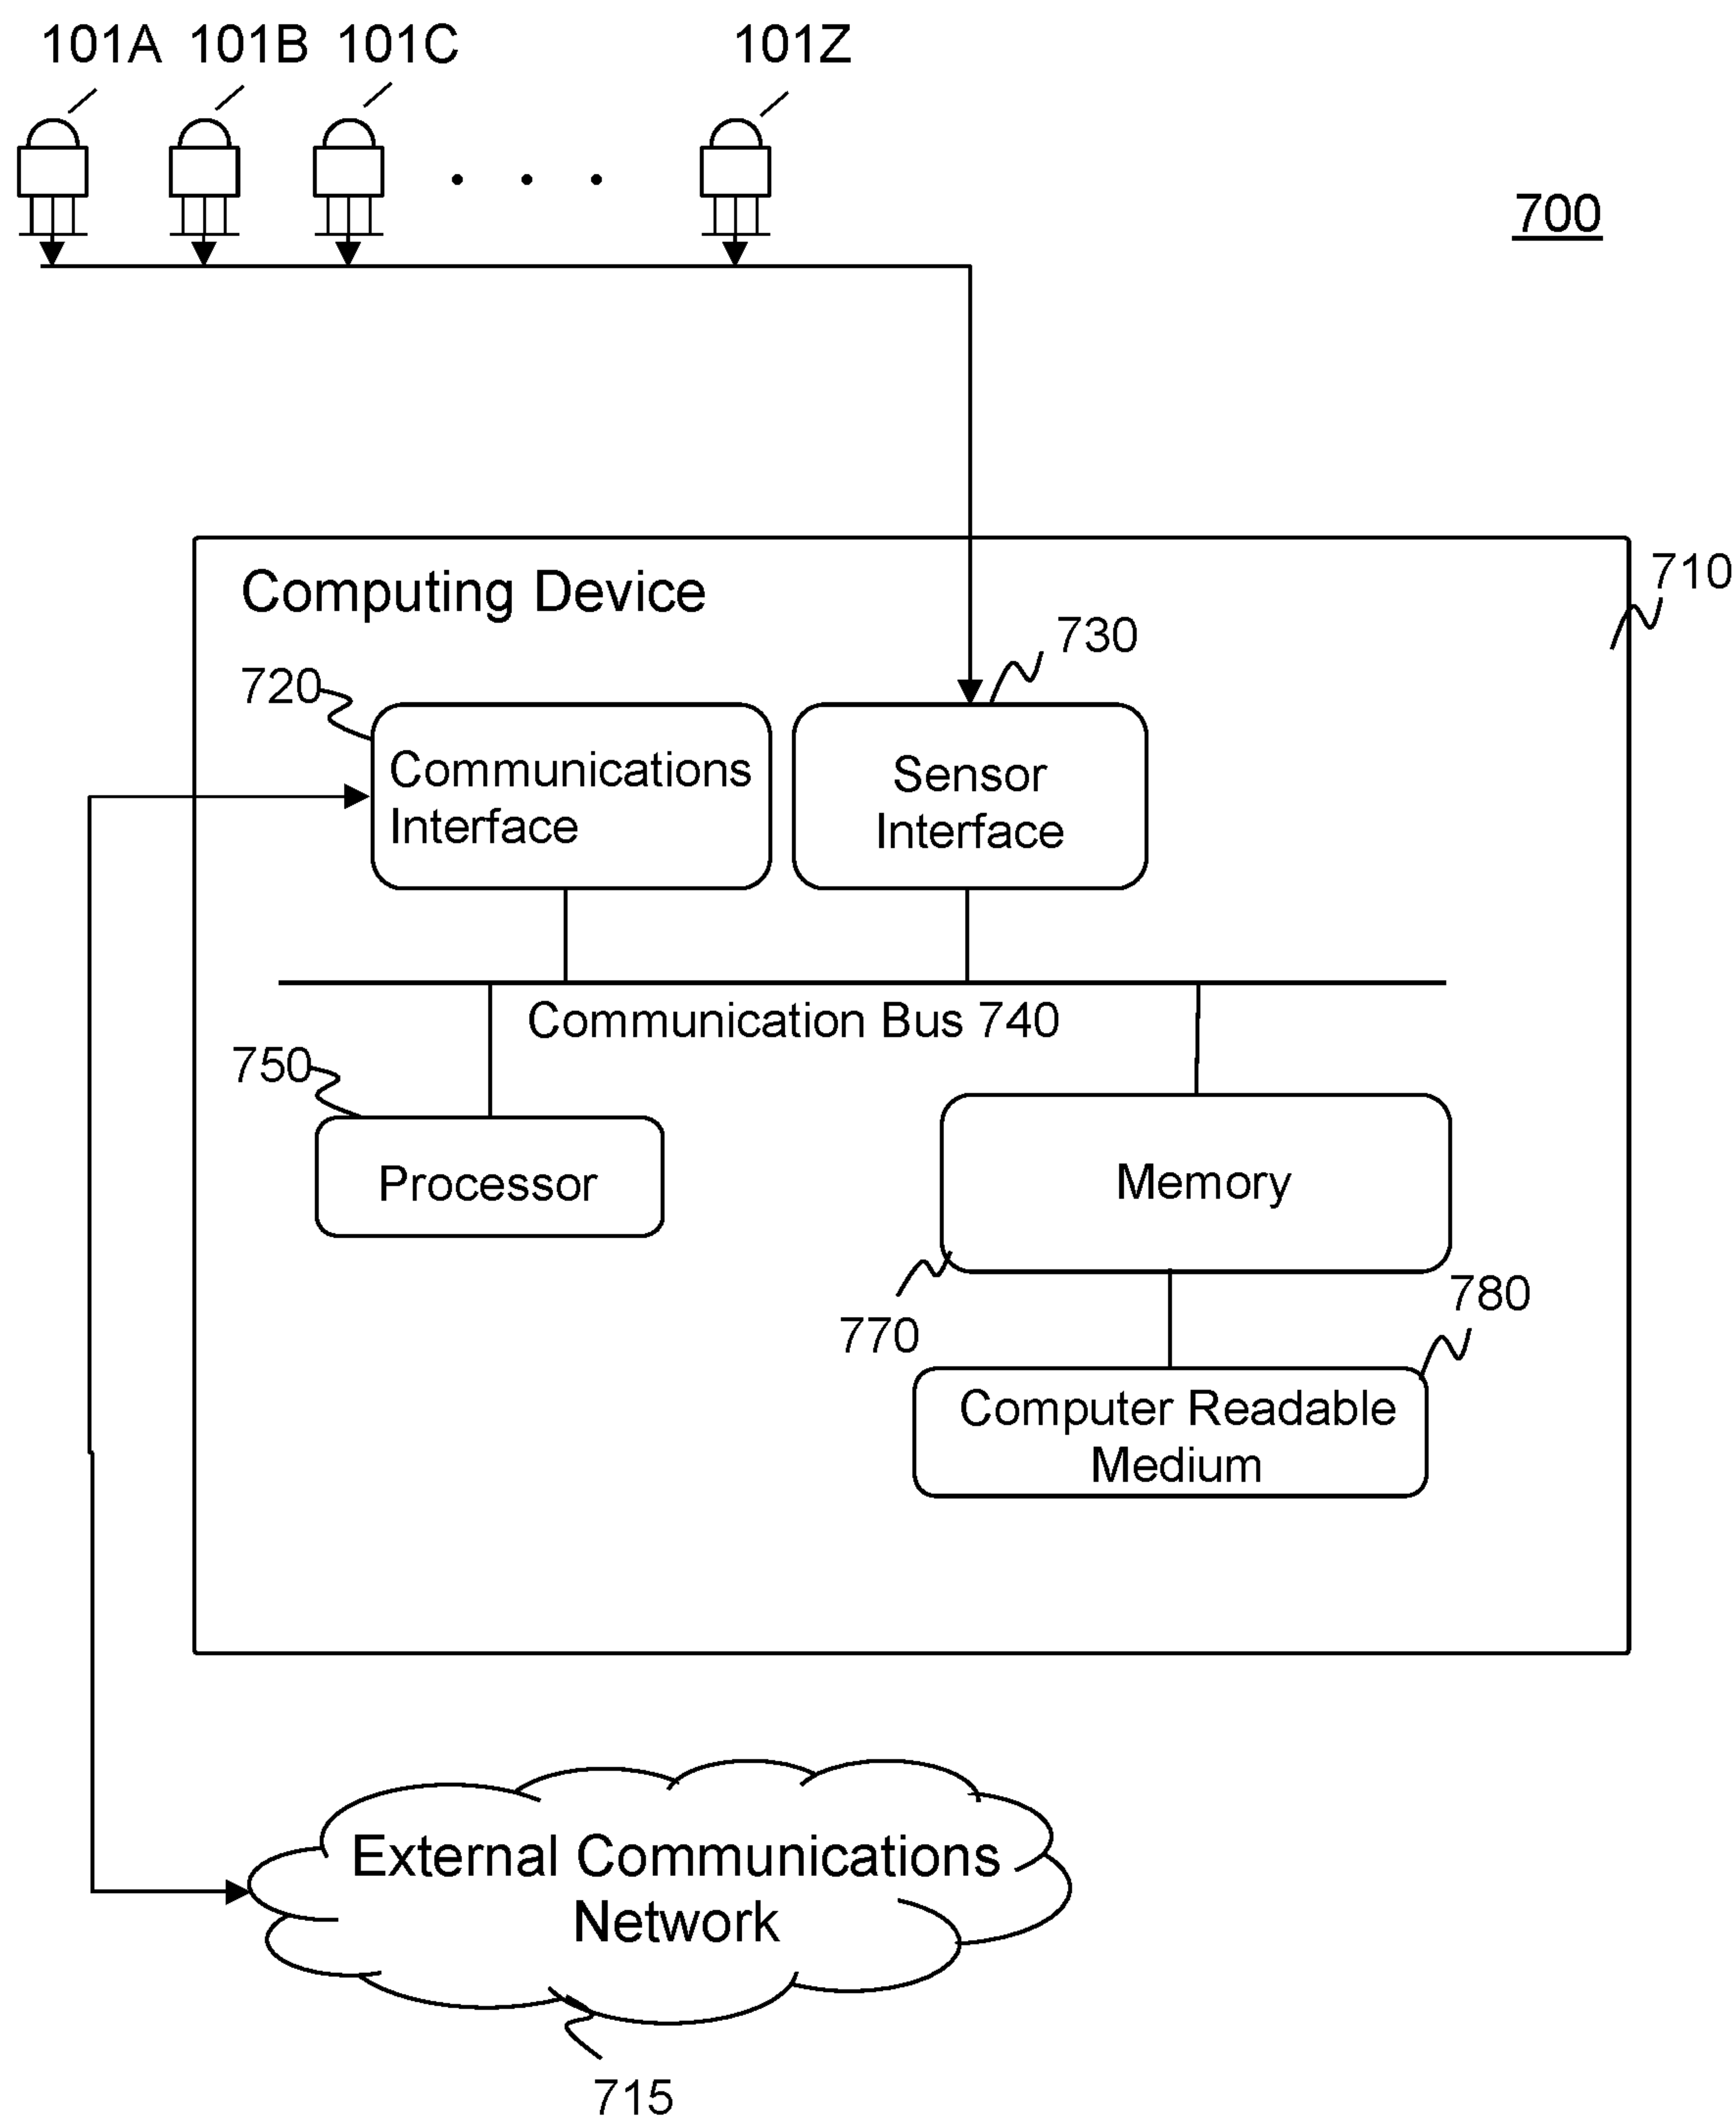 101A 101B 101C 101Z
700
Computing Device
710
730
720
Communications
Interface
Sensor
Interface
Communication Bus 740
750
Processor
Memory
770
780
Computer Readable
Medium
External Communications
Network
715